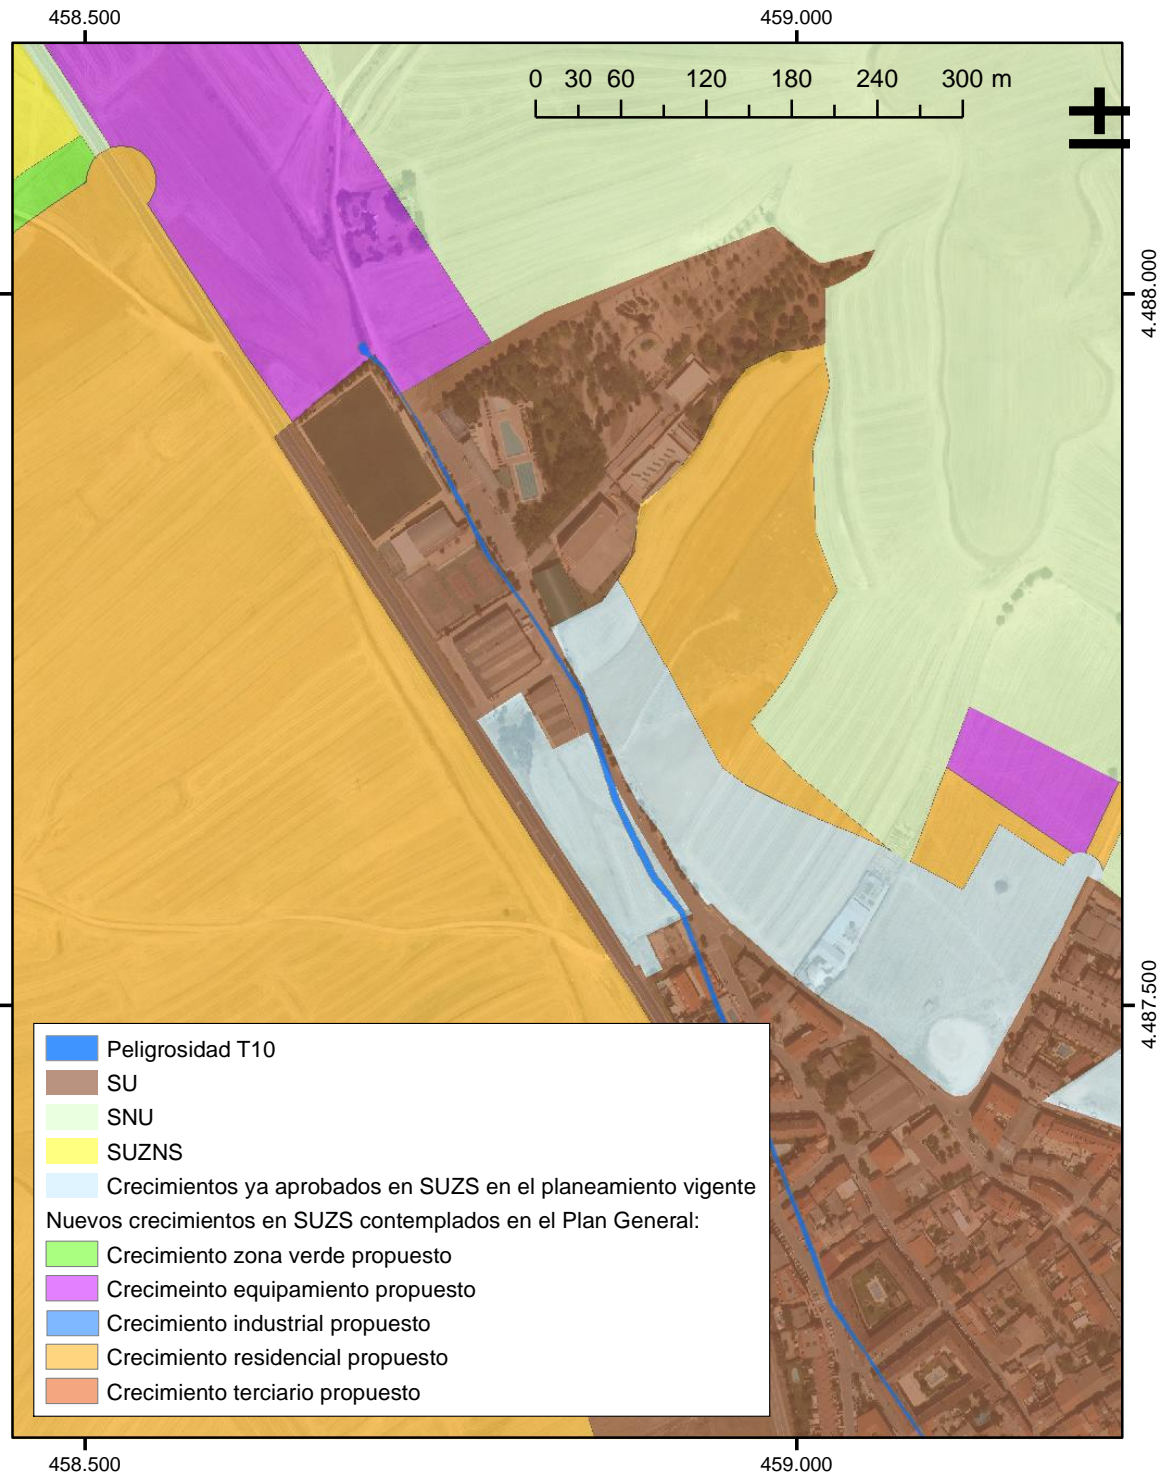 458.500 459.000
0 30 60 120 180 240 300 m
4.488.000
4.487.500
Peligrosidad T10
SU
SNU
SUZNS
Crecimientos ya aprobados en SUZS en el planeamiento vigente
Nuevos crecimientos en SUZS contemplados en el Plan General:
Crecimiento zona verde propuesto
Crecimeinto equipamiento propuesto
Crecimiento industrial propuesto
Crecimiento residencial propuesto
Crecimiento terciario propuesto
458.500 459.000